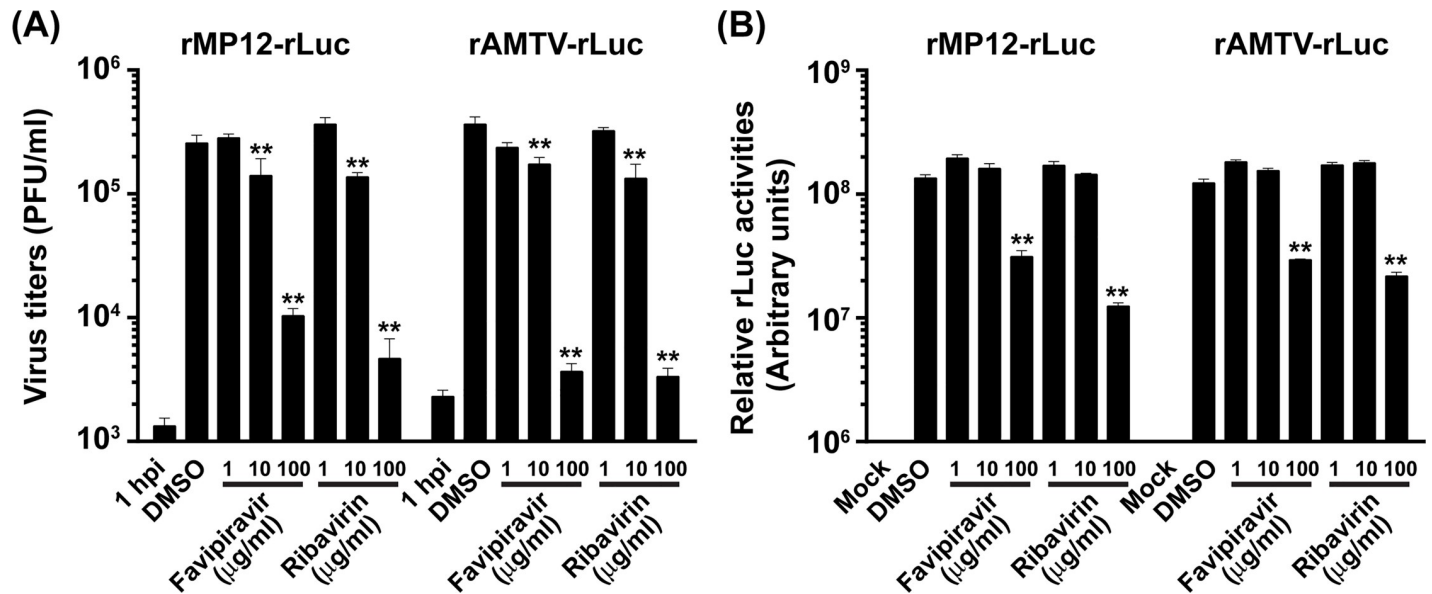 (A)
rMP12-rLuc rAMTV-rLuc
Virus titers (PFU/ml)
10⁶
10⁵
10⁴
10³
** ** ** ** ** ** ** **
1 hpi DMSO 1 10 100 1 10 100 1 hpi DMSO 1 10 100 1 10 100
Favipiravir
(µg/ml)
Ribavirin
(µg/ml)
Favipiravir
(µg/ml)
Ribavirin
(µg/ml)
(B)
rMP12-rLuc rAMTV-rLuc
Relative rLuc activities
(Arbitrary units)
10⁹
10⁸
10⁷
10⁶
** ** ** **
Mock DMSO 1 10 100 1 10 100 Mock DMSO 1 10 100 1 10 100
Favipiravir
(µg/ml)
Ribavirin
(µg/ml)
Favipiravir
(µg/ml)
Ribavirin
(µg/ml)